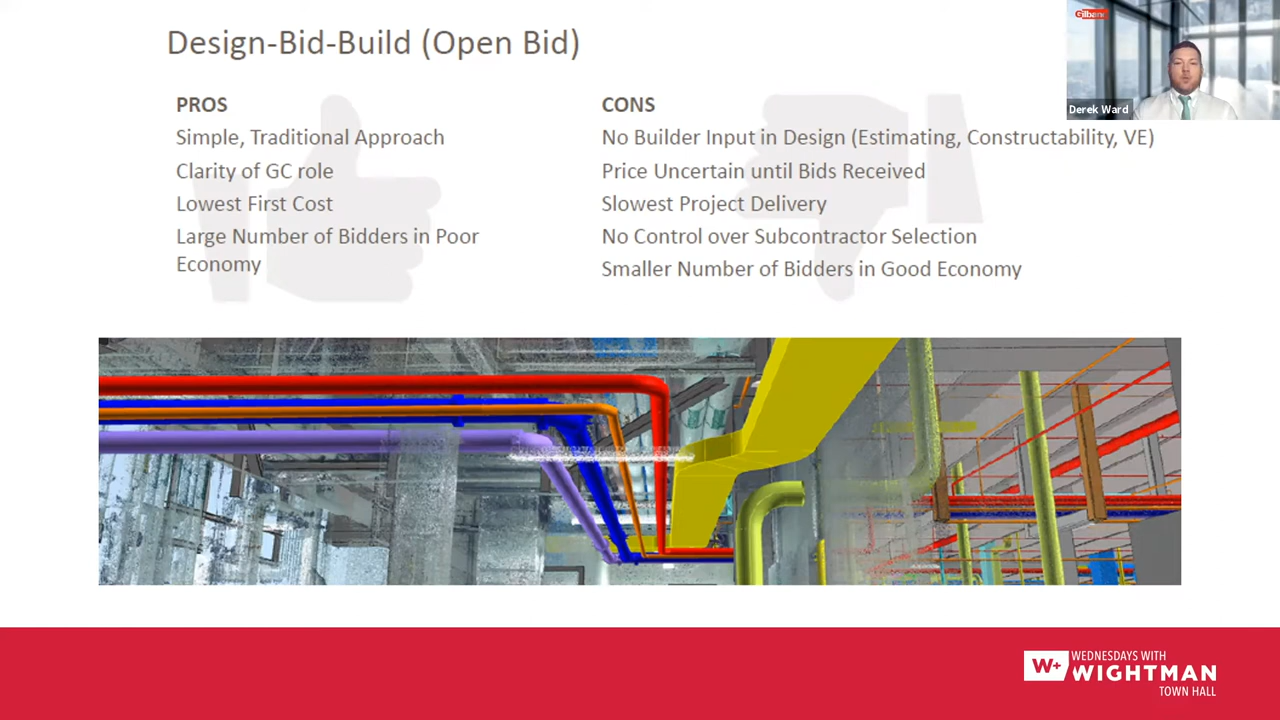 Design-Bid-Build (Open Bid)
PROS
Simple, Traditional Approach
Clarity of GC role
Lowest First Cost
Large Number of Bidders in Poor
Economy
CONS
No Builder Input in Design (Estimating, Constructability, VE)
Price Uncertain until Bids Received
Slowest Project Delivery
No Control over Subcontractor Selection
Smaller Number of Bidders in Good Economy
Derek Ward
W+
WEDNESDAYS WITH
WIGHTMAN
TOWN HALL